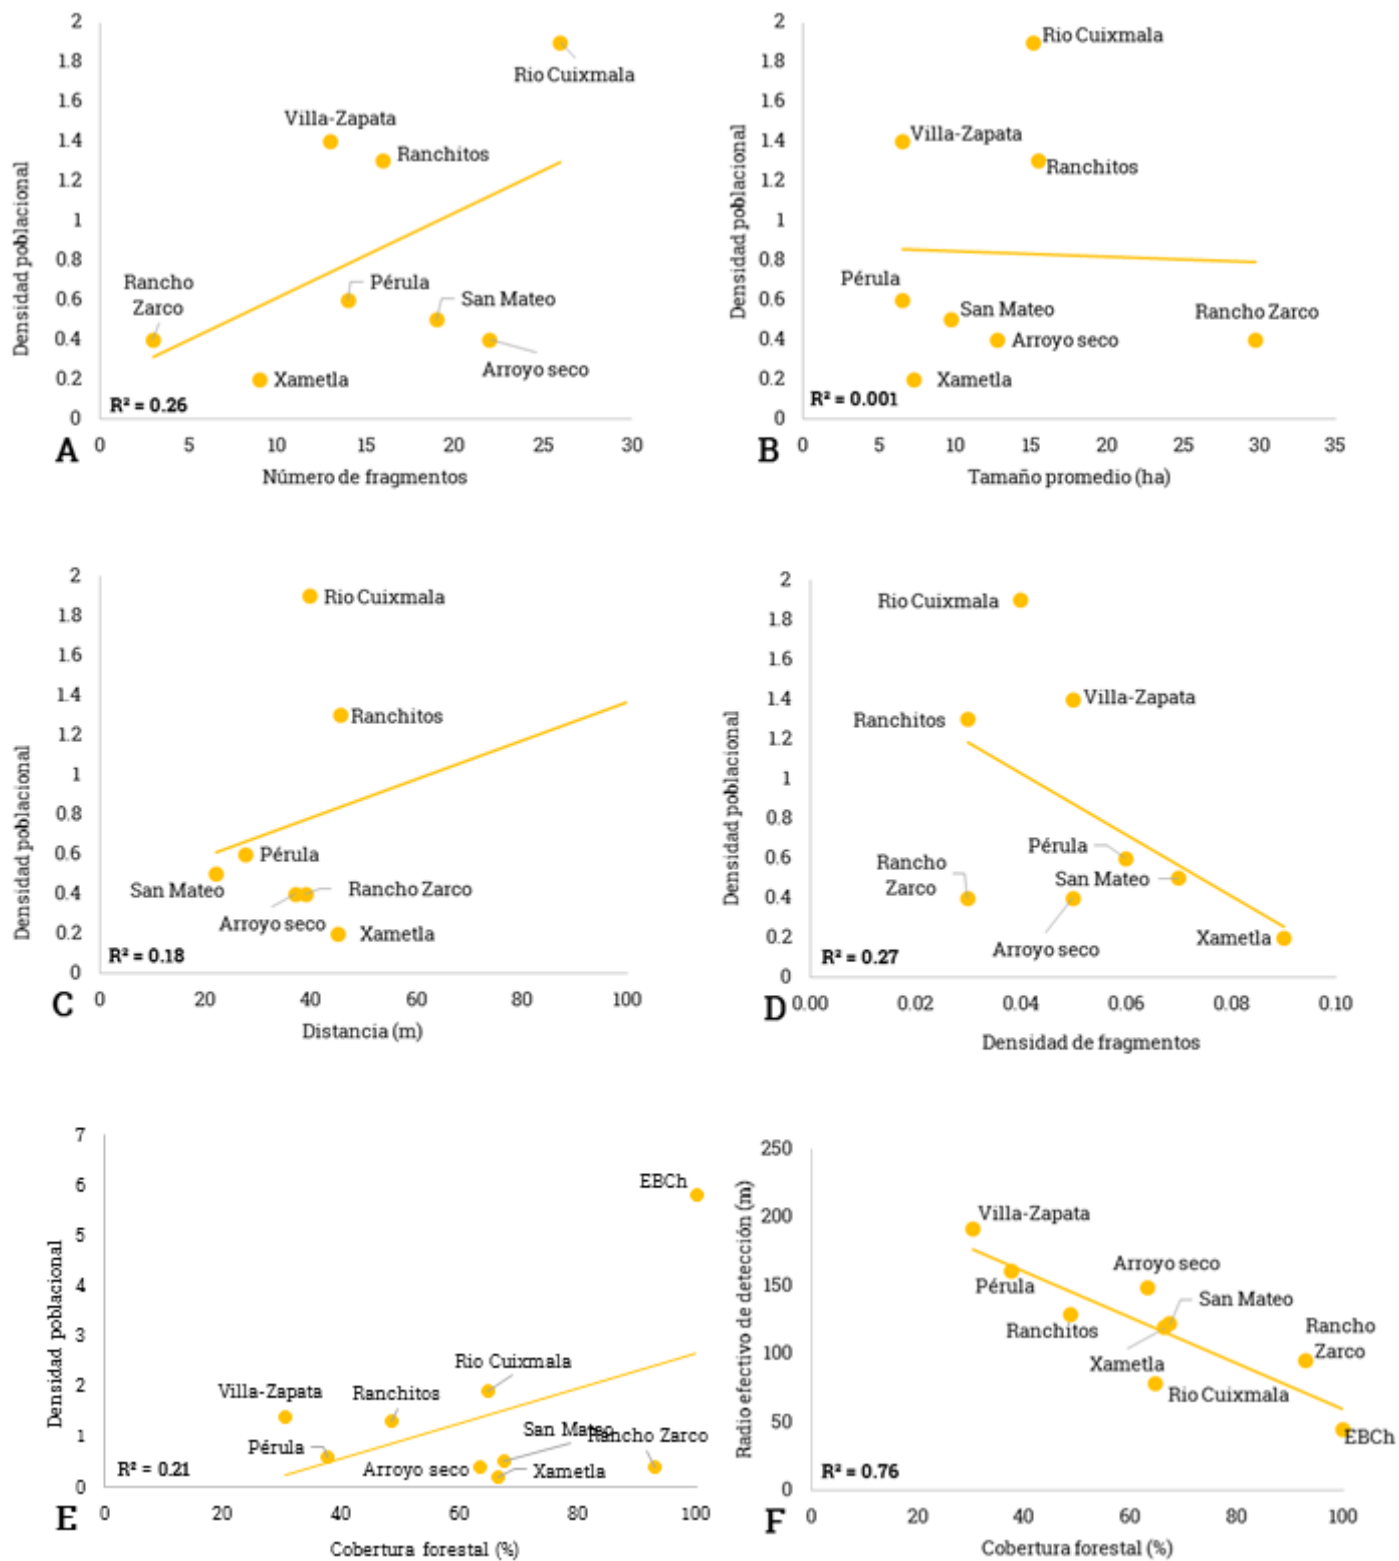 2
1.8
1.6
1.4
1.2
1
0.8
0.6
0.4
0.2
0
Densidad poblacional
Rio Cuixmala
Villa-Zapata
Ranchitos
Rancho
Zarco
Pérula
San Mateo
Arroyo seco
Xametla
R² = 0.26
0 5 10 15 20 25 30
A
Número de fragmentos
2
1.8
1.6
1.4
1.2
1
0.8
0.6
0.4
0.2
0
Densidad poblacional
Rio Cuixmala
Villa-Zapata
Ranchitos
Pérula
San Mateo
Rancho Zarco
Arroyo seco
Xametla
R² = 0.001
0 5 10 15 20 25 30 35
B
Tamaño promedio (ha)
2
1.8
1.6
1.4
1.2
1
0.8
0.6
0.4
0.2
0
Densidad poblacional
Rio Cuixmala
Ranchitos
Pérula
San Mateo
Rancho Zarco
Arroyo seco
Xametla
R² = 0.18
0 20 40 60 80 100
C
Distancia (m)
2
1.8
1.6
1.4
1.2
1
0.8
0.6
0.4
0.2
0
Densidad poblacional
Rio Cuixmala
Villa-Zapata
Ranchitos
Pérula
Rancho
Zarco
San Mateo
Arroyo seco
Xametla
R² = 0.27
0.00 0.02 0.04 0.06 0.08 0.10
D
Densidad de fragmentos
7
6
5
4
3
2
1
0
Densidad poblacional
EBCh
Rio Cuixmala
Villa-Zapata
Ranchitos
San Mateo
Rancho Zarco
Pérula
Arroyo seco
Xametla
R² = 0.21
0 20 40 60 80 100
E
Cobertura forestal (%)
250
200
150
100
50
0
Radio efectivo de detección (m)
Villa-Zapata
Arroyo seco
Pérula
San Mateo
Ranchitos
Rancho
Zarco
Xametla
Rio Cuixmala
EBCh
R² = 0.76
0 20 40 60 80 100
F
Cobertura forestal (%)